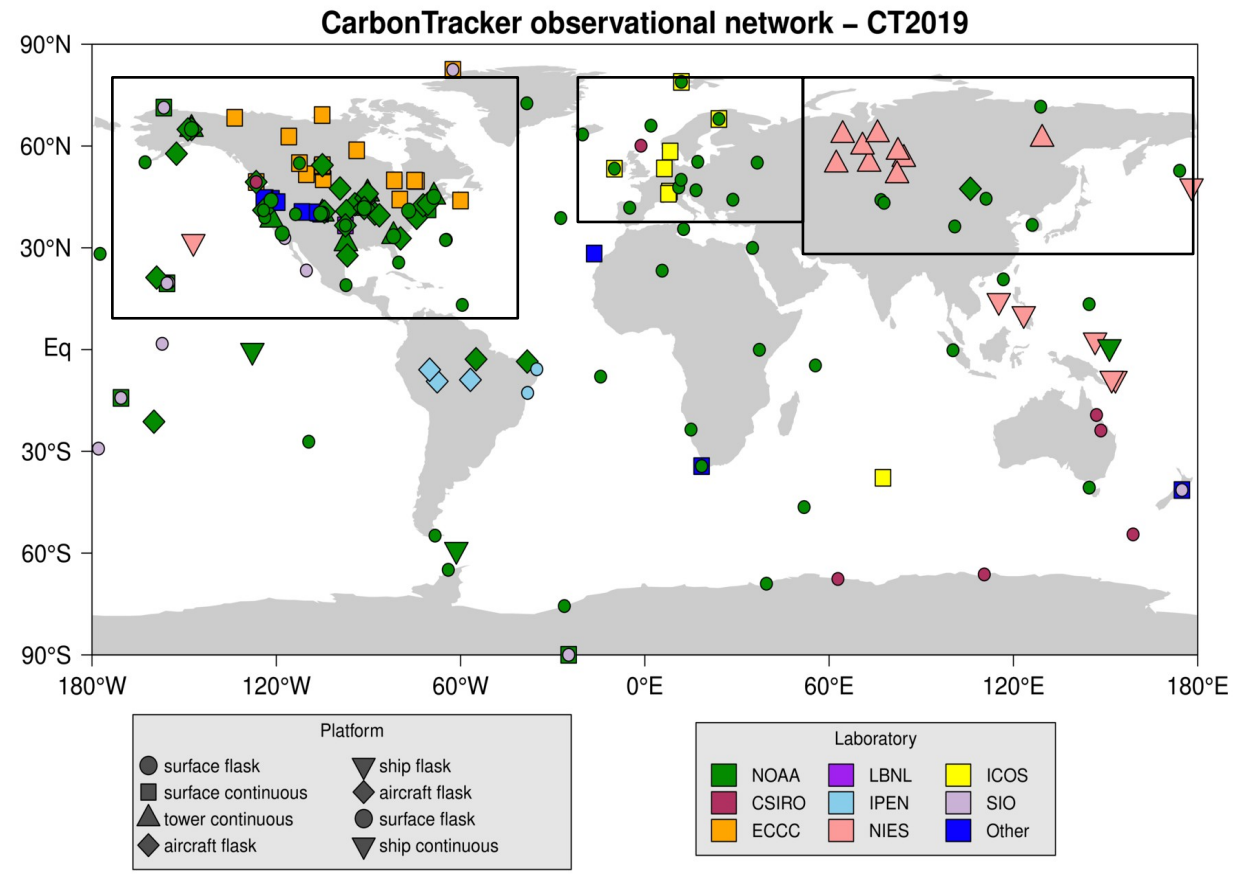 CarbonTracker observational network – CT2019
90°N
60°N
30°N
Eq
30°S
60°S
90°S
180°W 120°W 60°W 0°E 60°E 120°E 180°E
Platform
surface flask ship flask
surface continuous aircraft flask
tower continuous surface flask
aircraft flask ship continuous
Laboratory
NOAA LBNL ICOS
CSIRO IPEN SIO
ECCC NIES Other